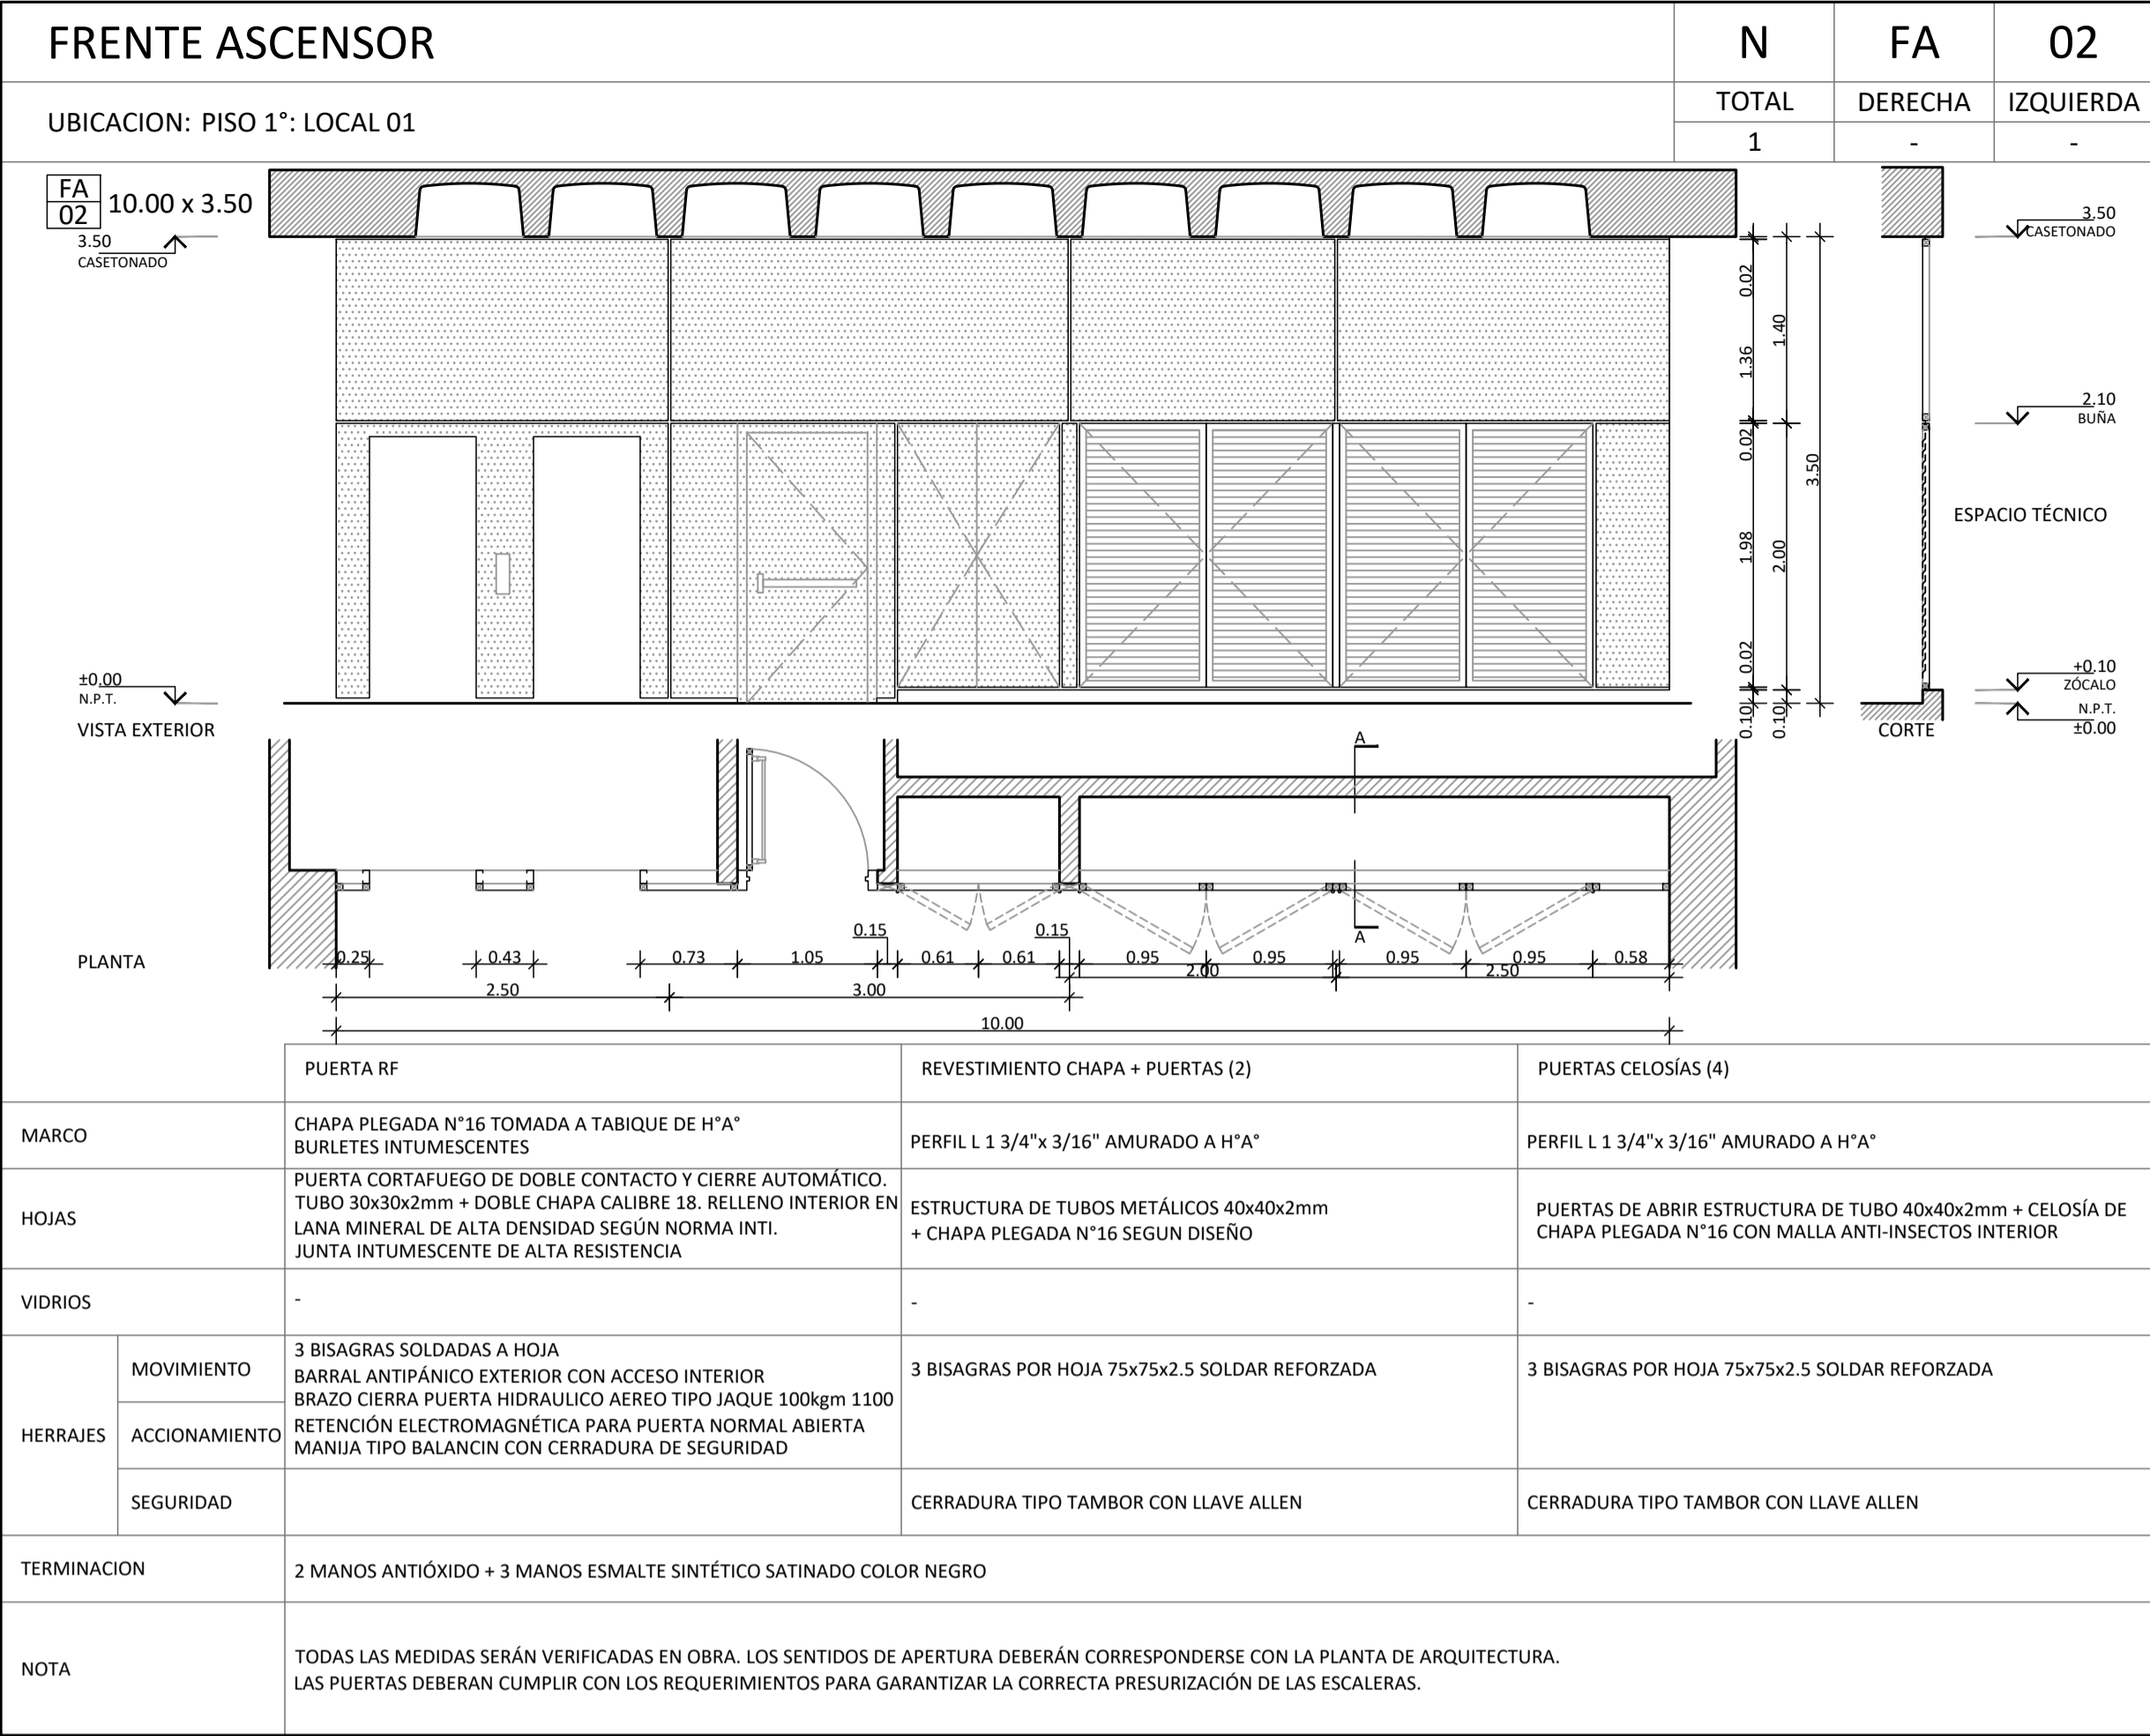 FRENTE ASCENSOR
N
FA
02
UBICACION: PISO 1°: LOCAL 01
TOTAL
DERECHA
IZQUIERDA
1
-
-
FA
02
10.00 x 3.50
3.50
CASETONADO
3.50
CASETONADO
0.02
1.40
1.36
2.10
BUÑA
0.02
3.50
ESPACIO TÉCNICO
1.98
2.00
0.02
±0.00
N.P.T.
+0.10
ZÓCALO
N.P.T.
±0.00
0.10
0.10
VISTA EXTERIOR
CORTE
A
A
PLANTA
0.25
0.43
0.73
1.05
0.15
0.61
0.61
0.15
0.95
0.95
0.95
0.95
0.58
2.00
2.50
2.50
3.00
10.00
PUERTA RF
REVESTIMIENTO CHAPA + PUERTAS (2)
PUERTAS CELOSÍAS (4)
MARCO
CHAPA PLEGADA N°16 TOMADA A TABIQUE DE H°A°
BURLETES INTUMESCENTES
PERFIL L 1 3/4"x 3/16" AMURADO A H°A°
PERFIL L 1 3/4"x 3/16" AMURADO A H°A°
HOJAS
PUERTA CORTAFUEGO DE DOBLE CONTACTO Y CIERRE AUTOMÁTICO.
TUBO 30x30x2mm + DOBLE CHAPA CALIBRE 18. RELLENO INTERIOR EN
LANA MINERAL DE ALTA DENSIDAD SEGÚN NORMA INTI.
JUNTA INTUMESCENTE DE ALTA RESISTENCIA
ESTRUCTURA DE TUBOS METÁLICOS 40x40x2mm
+ CHAPA PLEGADA N°16 SEGUN DISEÑO
PUERTAS DE ABRIR ESTRUCTURA DE TUBO 40x40x2mm + CELOSÍA DE
CHAPA PLEGADA N°16 CON MALLA ANTI-INSECTOS INTERIOR
VIDRIOS
-
-
-
HERRAJES
MOVIMIENTO
ACCIONAMIENTO
3 BISAGRAS SOLDADAS A HOJA
BARRAL ANTIPÁNICO EXTERIOR CON ACCESO INTERIOR
BRAZO CIERRA PUERTA HIDRAULICO AEREO TIPO JAQUE 100kgm 1100
RETENCIÓN ELECTROMAGNÉTICA PARA PUERTA NORMAL ABIERTA
MANIJA TIPO BALANCIN CON CERRADURA DE SEGURIDAD
3 BISAGRAS POR HOJA 75x75x2.5 SOLDAR REFORZADA
3 BISAGRAS POR HOJA 75x75x2.5 SOLDAR REFORZADA
SEGURIDAD
CERRADURA TIPO TAMBOR CON LLAVE ALLEN
CERRADURA TIPO TAMBOR CON LLAVE ALLEN
TERMINACION
2 MANOS ANTIÓXIDO + 3 MANOS ESMALTE SINTÉTICO SATINADO COLOR NEGRO
NOTA
TODAS LAS MEDIDAS SERÁN VERIFICADAS EN OBRA. LOS SENTIDOS DE APERTURA DEBERÁN CORRESPONDERSE CON LA PLANTA DE ARQUITECTURA.
LAS PUERTAS DEBERAN CUMPLIR CON LOS REQUERIMIENTOS PARA GARANTIZAR LA CORRECTA PRESURIZACIÓN DE LAS ESCALERAS.